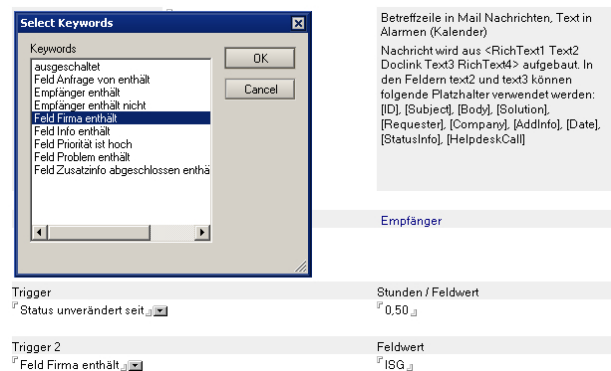 Select Keywords
Keywords
ausgeschaltet
Feld Anfrage von enthält
Empfänger enthält
Empfänger enthält nicht
Feld Firma enthält
Feld Info enthält
Feld Priorität ist hoch
Feld Problem enthält
Feld Zusatzinfo abgeschlossen enthä
OK
Cancel
Betreffzeile in Mail Nachrichten, Text in
Alarmen (Kalender)
Nachricht wird aus <RichText1 Text2
Doclink Text3 RichText4> aufgebaut. In
den Feldern text2 und text3 können
folgende Platzhalter verwendet werden:
[ID], [Subject], [Body], [Solution],
[Requester], [Company], [AddInfo], [Date],
[StatusInfo], [HelpdeskCall]
Empfänger
Trigger
Stunden / Feldwert
Status unverändert seit
0,50
Trigger 2
Feldwert
Feld Firma enthält
ISG